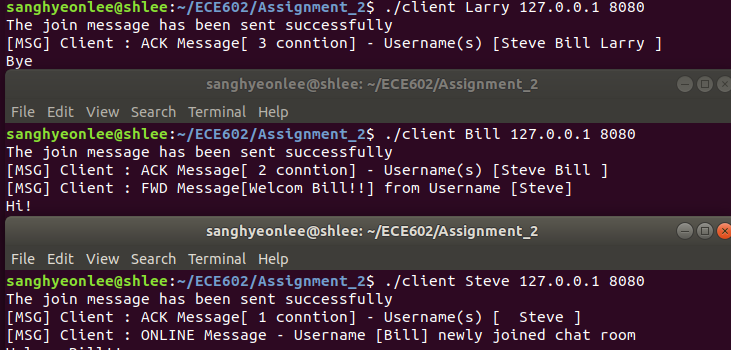 sanghyeonlee@shlee:~/ECE602/Assignment_2$ ./client Larry 127.0.0.1 8080
The join message has been sent successfully
[MSG] Client : ACK Message[ 3 conntion] - Username(s) [Steve Bill Larry ]
Bye
sanghyeonlee@shlee: ~/ECE602/Assignment_2
File Edit View Search Terminal Help
sanghyeonlee@shlee:~/ECE602/Assignment_2$ ./client Bill 127.0.0.1 8080
The join message has been sent successfully
[MSG] Client : ACK Message[ 2 conntion] - Username(s) [Steve Bill ]
[MSG] Client : FWD Message[Welcom Bill!!] from Username [Steve]
Hi!
sanghyeonlee@shlee: ~/ECE602/Assignment_2
File Edit View Search Terminal Help
sanghyeonlee@shlee:~/ECE602/Assignment_2$ ./client Steve 127.0.0.1 8080
The join message has been sent successfully
[MSG] Client : ACK Message[ 1 conntion] - Username(s) [  Steve ]
[MSG] Client : ONLINE Message - Username [Bill] newly joined chat room